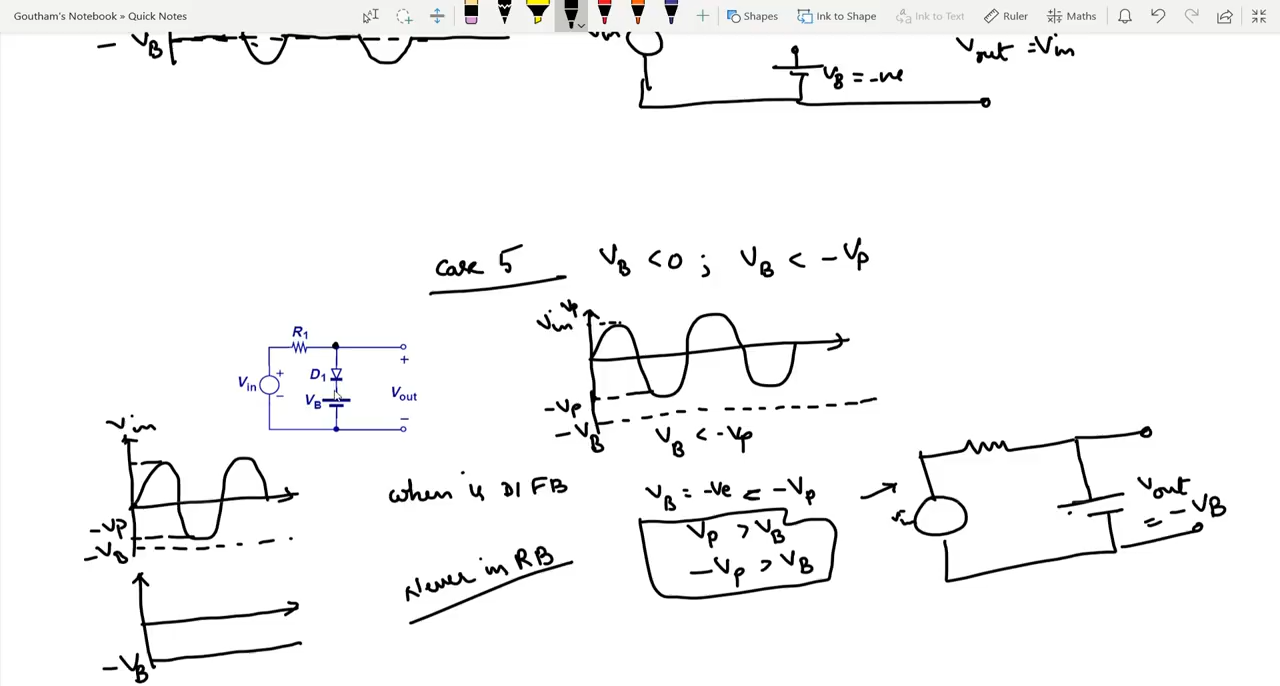 Goutham's Notebook » Quick Notes
Shapes
Ink to Shape
Ink to Text
Ruler
Maths
- VB
Vin
VB = -ve
Vout = Vin
Case 5
VB < 0 ; VB < - Vp
Vin
Vp
-Vp
-VB
VB < -Vp
R1
Vin
+
-
D1
VB
+
Vout
-
Vin
-Vp
-VB
-VB
when is D1 FB
Never in RB
VB = -ve < -Vp
Vp > VB
-Vp > VB
Vout
= - VB